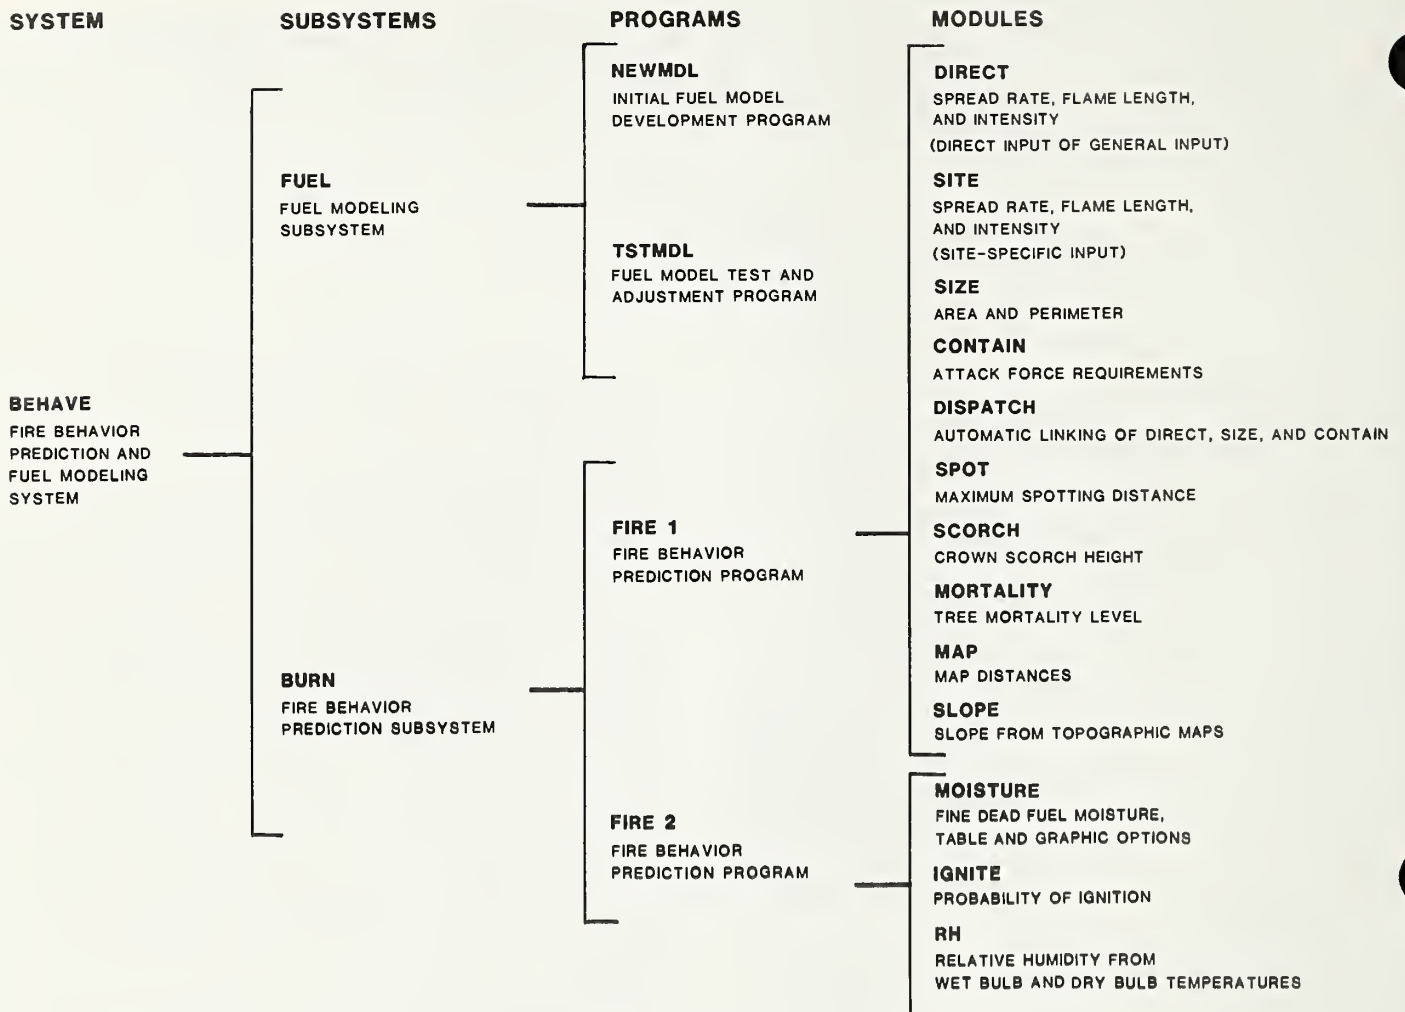 SYSTEM
SUBSYSTEMS
PROGRAMS
MODULES
BEHAVE
FIRE BEHAVIOR
PREDICTION AND
FUEL MODELING
SYSTEM
FUEL
FUEL MODELING
SUBSYSTEM
BURN
FIRE BEHAVIOR
PREDICTION SUBSYSTEM
NEWMDL
INITIAL FUEL MODEL
DEVELOPMENT PROGRAM
TSTMDL
FUEL MODEL TEST AND
ADJUSTMENT PROGRAM
FIRE 1
FIRE BEHAVIOR
PREDICTION PROGRAM
FIRE 2
FIRE BEHAVIOR
PREDICTION PROGRAM
DIRECT
SPREAD RATE, FLAME LENGTH,
AND INTENSITY
(DIRECT INPUT OF GENERAL INPUT)
SITE
SPREAD RATE, FLAME LENGTH,
AND INTENSITY
(SITE-SPECIFIC INPUT)
SIZE
AREA AND PERIMETER
CONTAIN
ATTACK FORCE REQUIREMENTS
DISPATCH
AUTOMATIC LINKING OF DIRECT, SIZE, AND CONTAIN
SPOT
MAXIMUM SPOTTING DISTANCE
SCORCH
CROWN SCORCH HEIGHT
MORTALITY
TREE MORTALITY LEVEL
MAP
MAP DISTANCES
SLOPE
SLOPE FROM TOPOGRAPHIC MAPS
MOISTURE
FINE DEAD FUEL MOISTURE,
TABLE AND GRAPHIC OPTIONS
IGNITE
PROBABILITY OF IGNITION
RH
RELATIVE HUMIDITY FROM
WET BULB AND DRY BULB TEMPERATURES